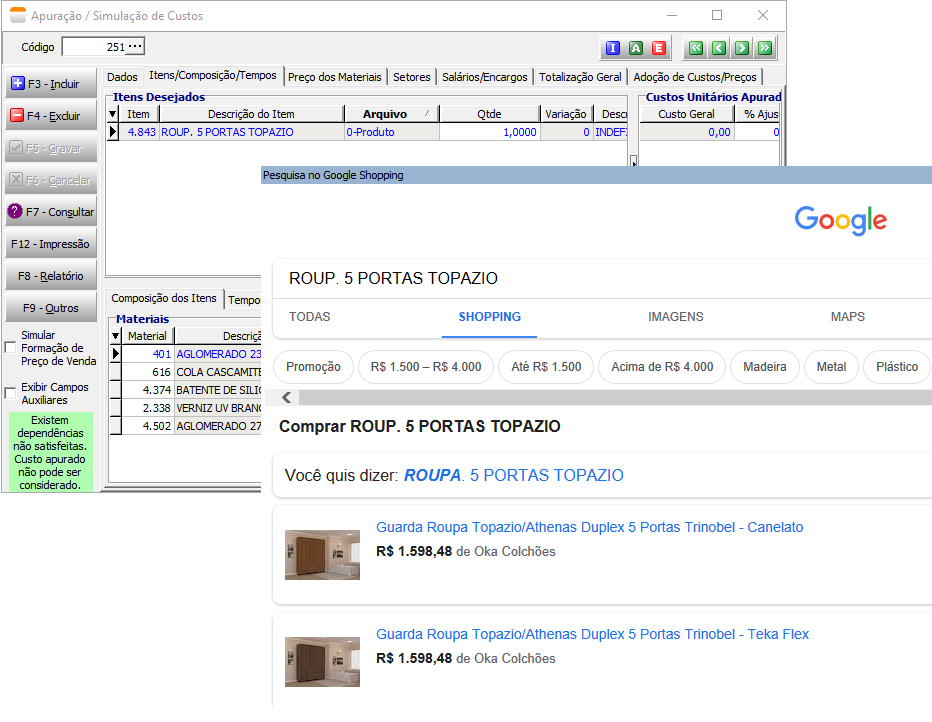 Apuração / Simulação de Custos
Código 251 ... I A E
F3 - Incluir
F4 - Excluir
F5 - Gravar
F6 - Cancelar
F7 - Consultar
F12 - Impressão
F8 - Relatório
F9 - Outros
Simular
Formação de
Preço de Venda
Exibir Campos
Auxiliares
Existem
dependências
não satisfeitas.
Custo apurado
não pode ser
considerado.
Dados Itens/Composição/Tempos Preço dos Materiais Setores Salários/Encargos Totalização Geral Adoção de Custos/Preços
Itens Desejados
Item Descrição do Item Arquivo Qtde Variação Descr
4.843 ROUP. 5 PORTAS TOPAZIO 0-Produto 1,0000 0 INDEFI
Custos Unitários Apurad
Custo Geral % Ajus
0,00 0
Composição dos Itens Tempo
Materiais
Material Descriçã
401 AGLOMERADO 23
616 COLA CASCAMITE
4.374 BATENTE DE SILIC
2.338 VERNIZ UV BRANC
4.502 AGLOMERADO 27
Pesquisa no Google Shopping
Google
ROUP. 5 PORTAS TOPAZIO
TODAS SHOPPING IMAGENS MAPS
Promoção R$ 1.500 – R$ 4.000 Até R$ 1.500 Acima de R$ 4.000 Madeira Metal Plástico
Comprar ROUP. 5 PORTAS TOPAZIO
Você quis dizer: ROUPA. 5 PORTAS TOPAZIO
Guarda Roupa Topazio/Athenas Duplex 5 Portas Trinobel - Canelato
R$ 1.598,48 de Oka Colchões
Guarda Roupa Topazio/Athenas Duplex 5 Portas Trinobel - Teka Flex
R$ 1.598,48 de Oka Colchões